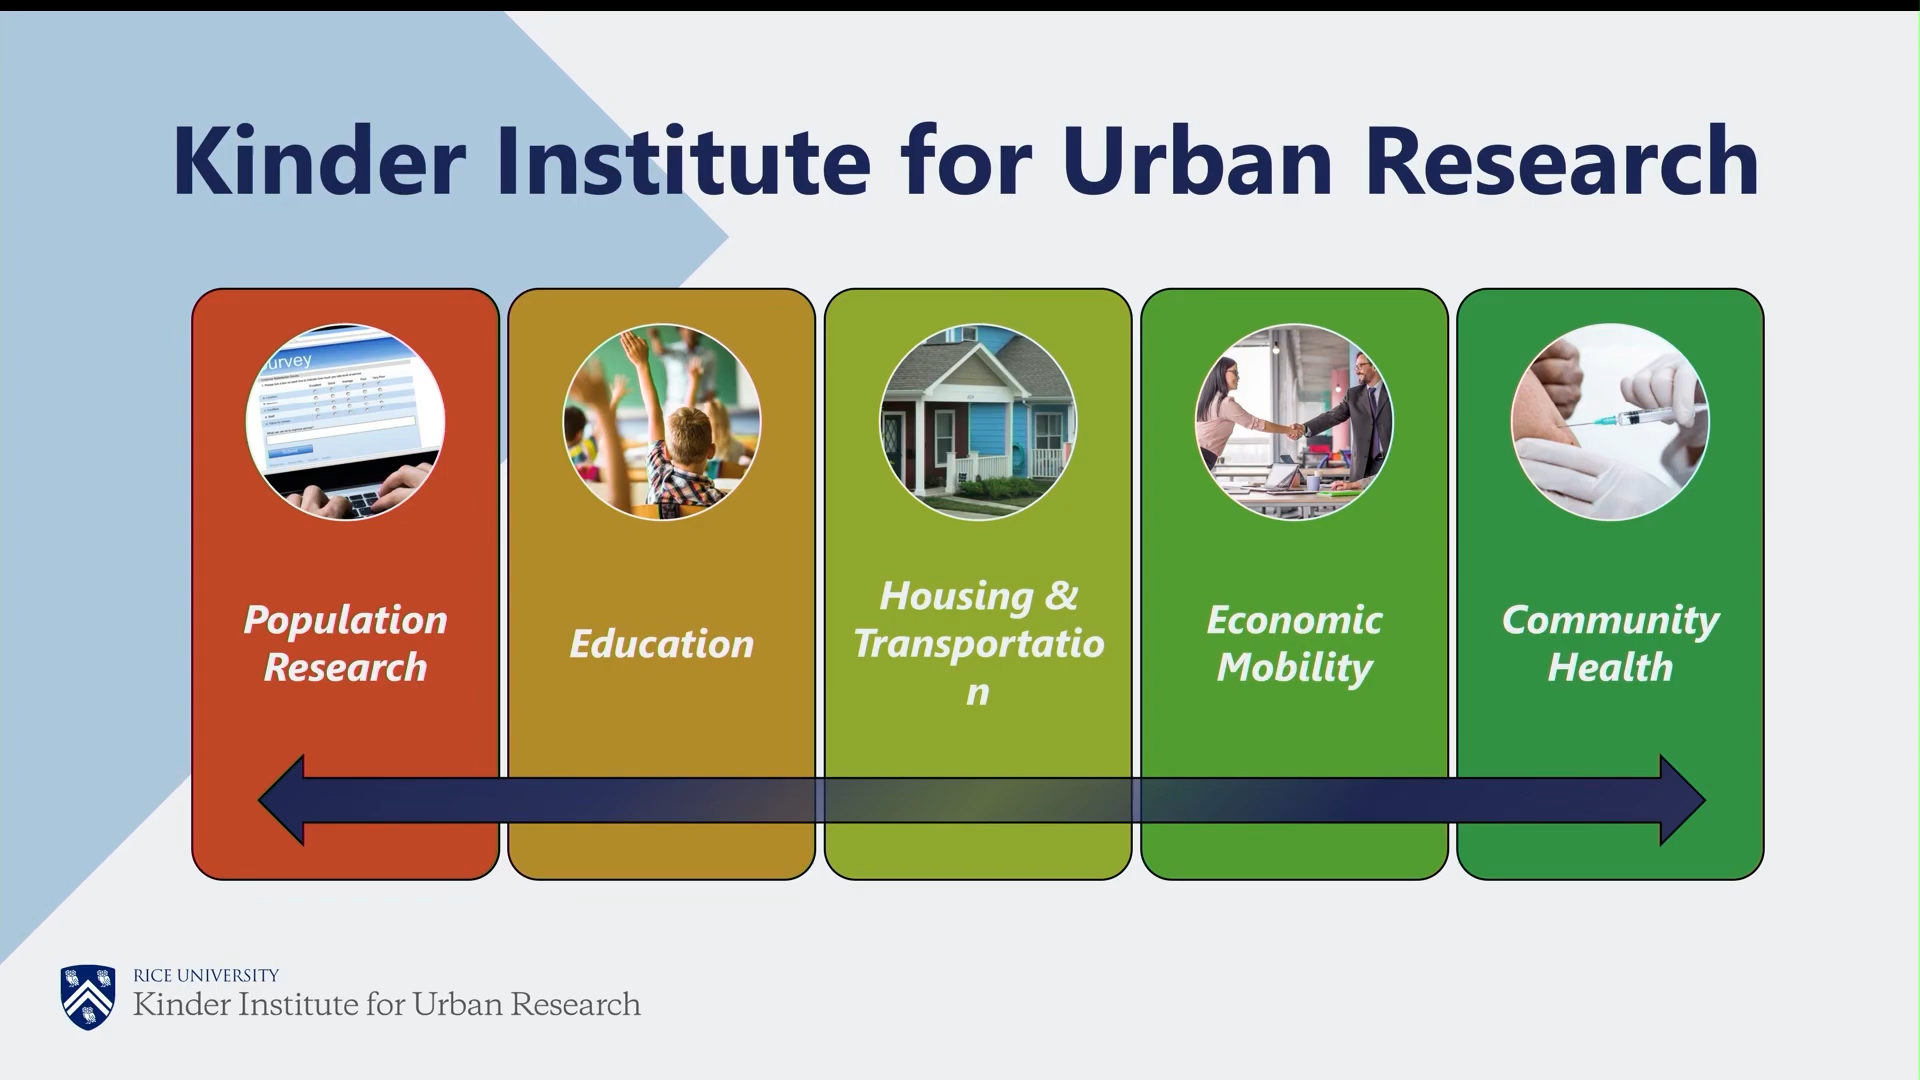 Kinder Institute for Urban Research
urvey
Population
Research
Education
Housing &
Transportatio
n
Economic
Mobility
Community
Health
RICE UNIVERSITY
Kinder Institute for Urban Research